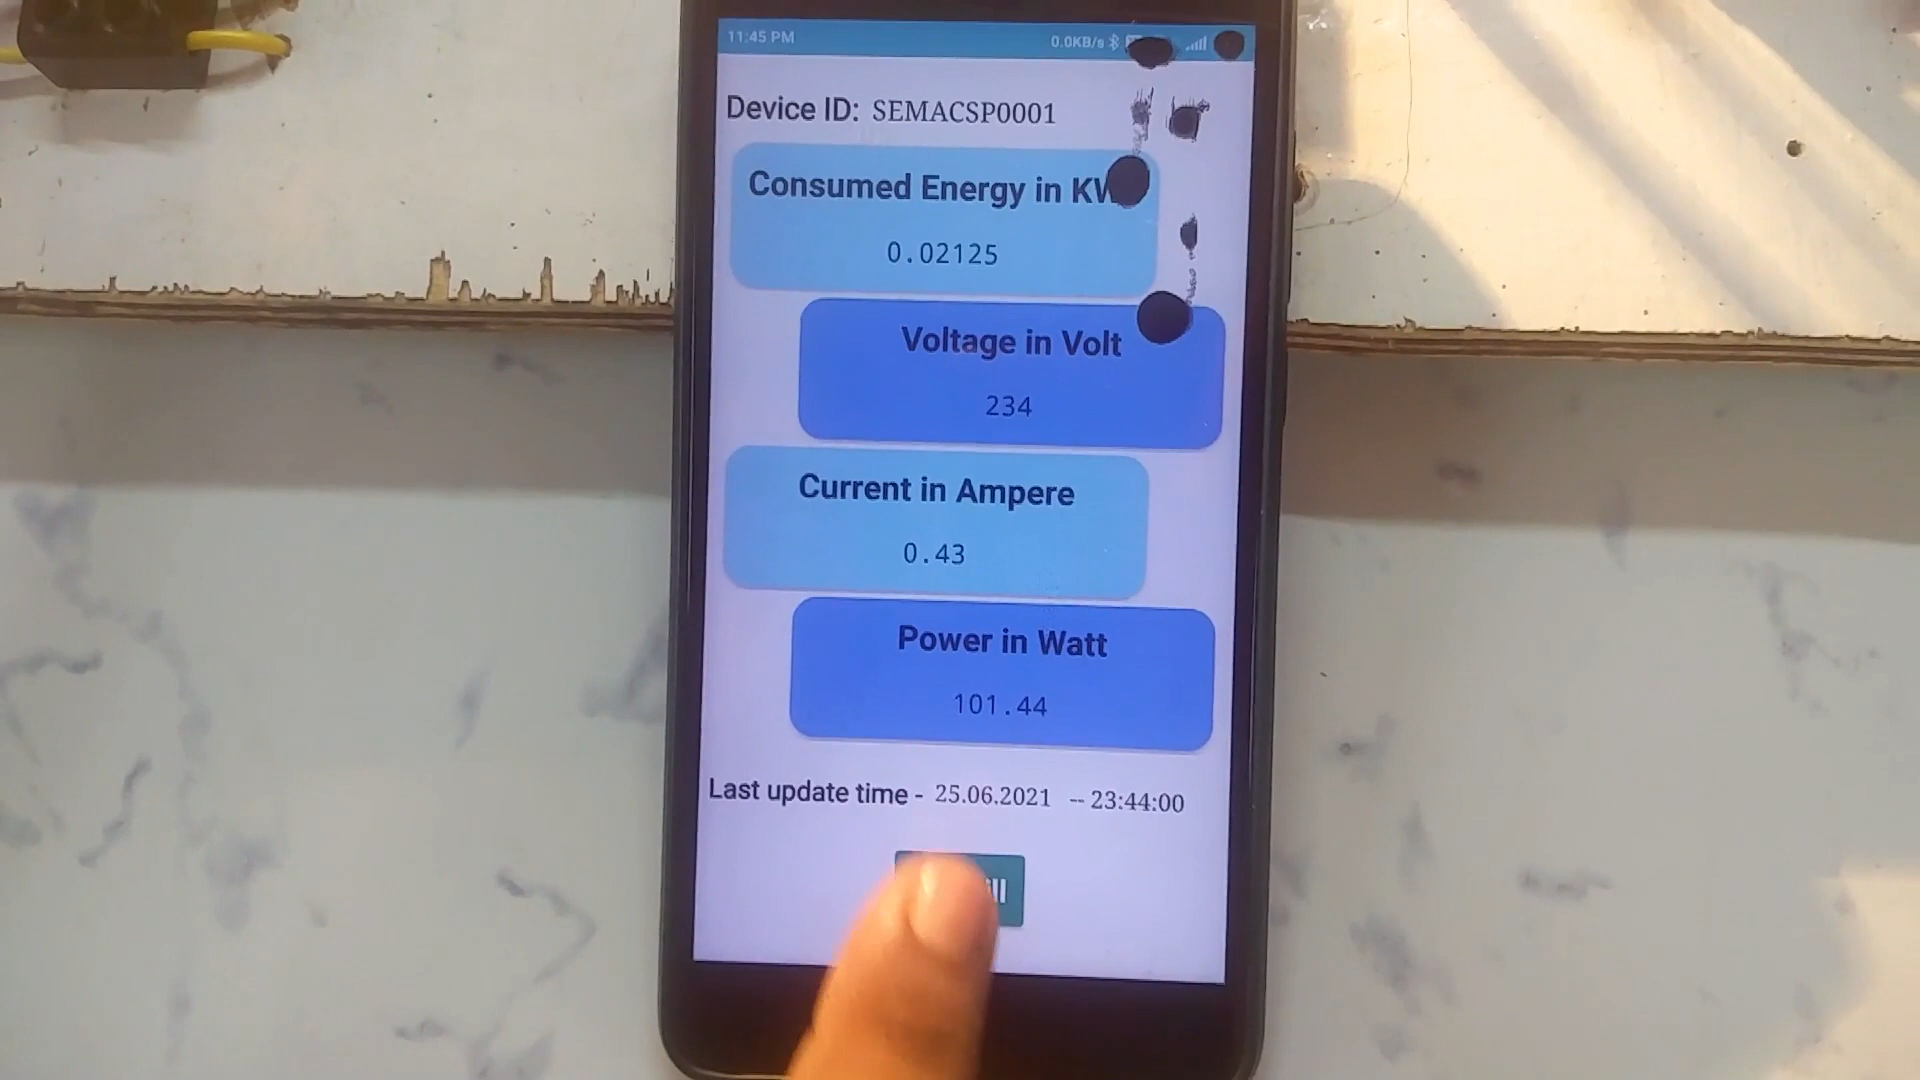 11:45 PM 0.0KB/s
Device ID: SEMACSP0001
Consumed Energy in
0.02125
Voltage in Volt
234
Current in Ampere
0.43
Power in Watt
101.44
Last update time - 25.06.2021 -- 23:44:00